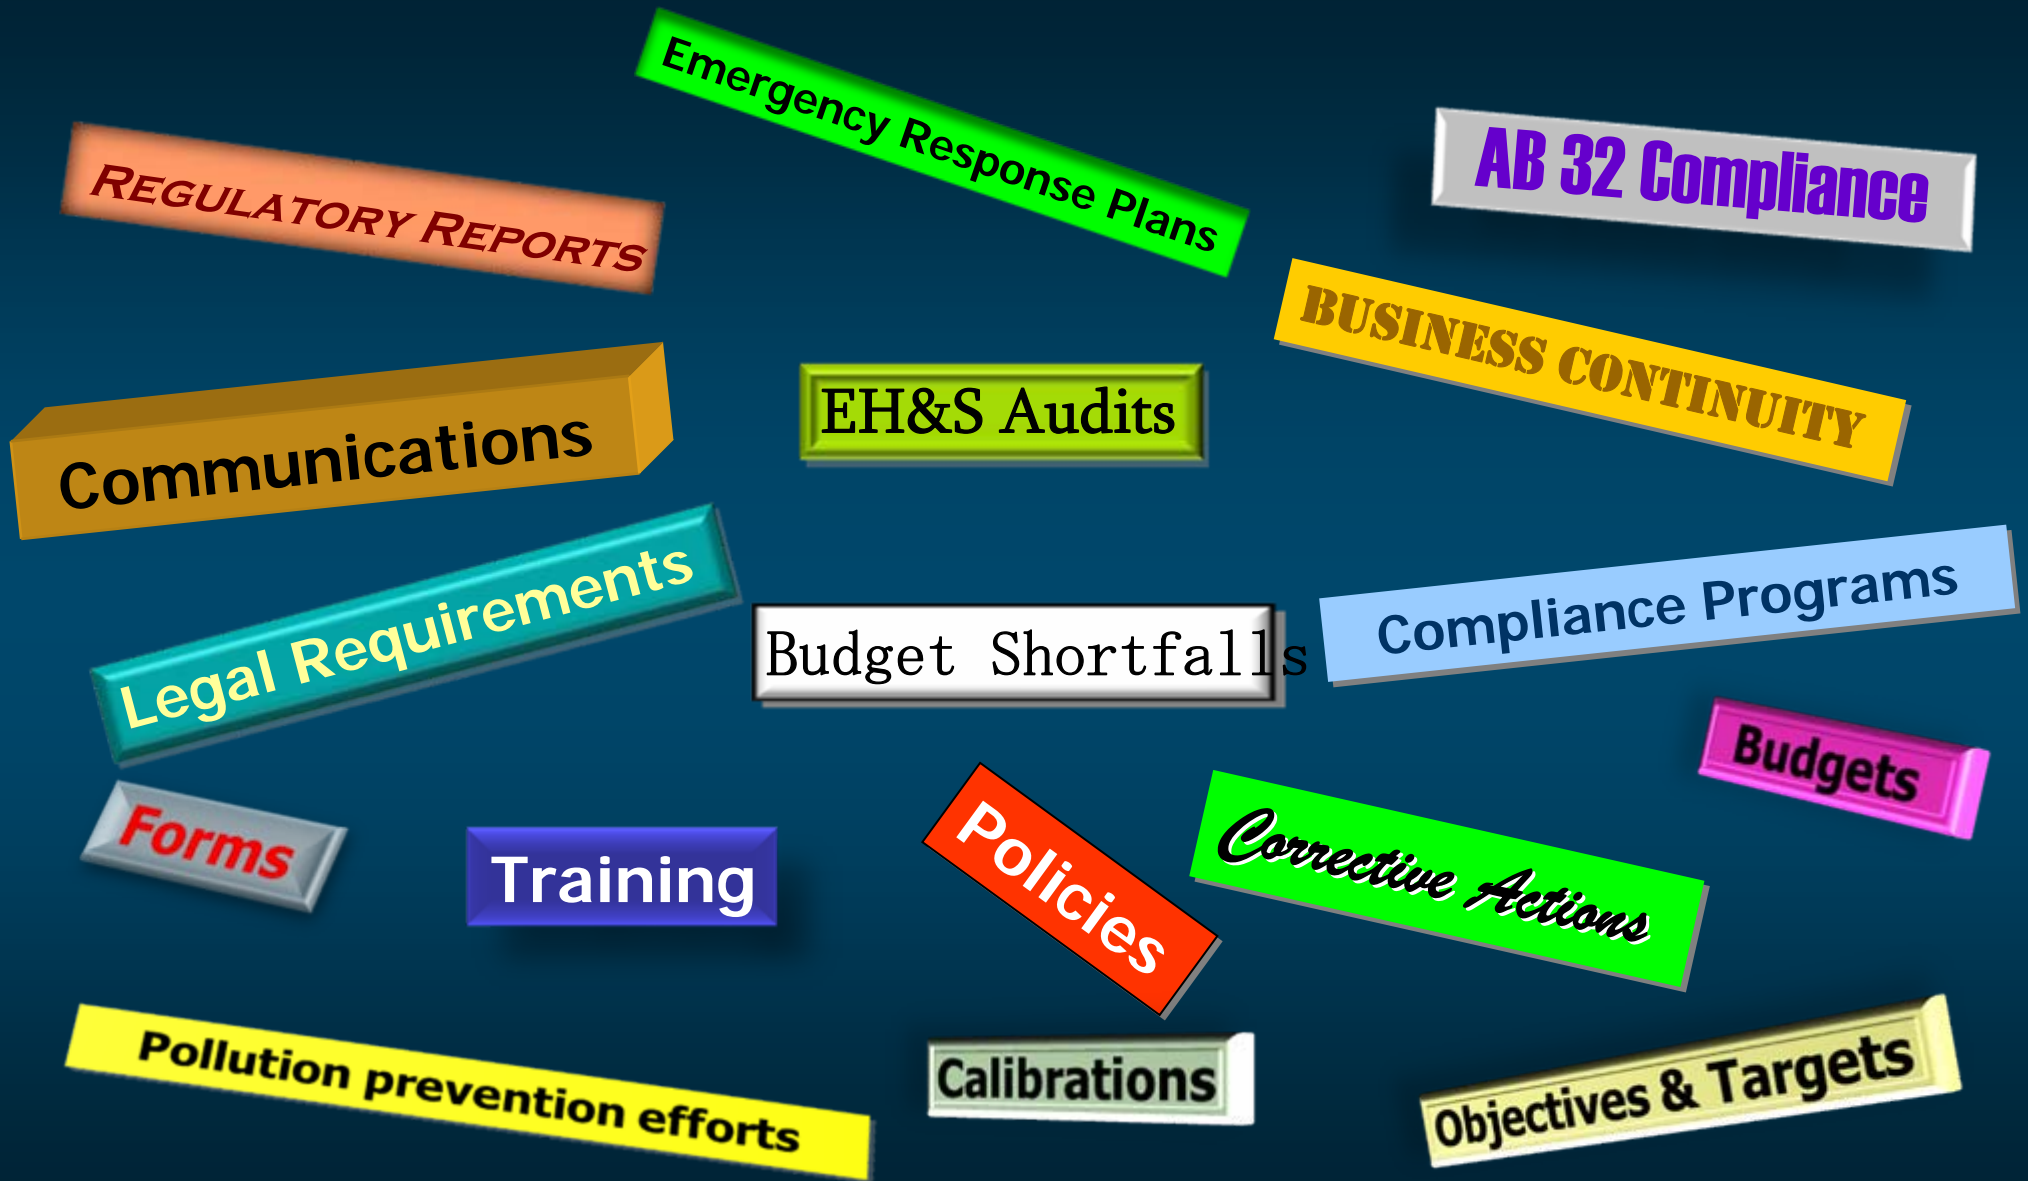 Emergency Response Plans
AB 32 Compliance
Regulatory Reports
BUSINESS CONTINUITY
Communications
EH&S Audits
Legal Requirements
Budget Shortfalls
Compliance Programs
Budgets
Forms
Training
Policies
Corrective Actions
Pollution prevention efforts
Calibrations
Objectives & Targets